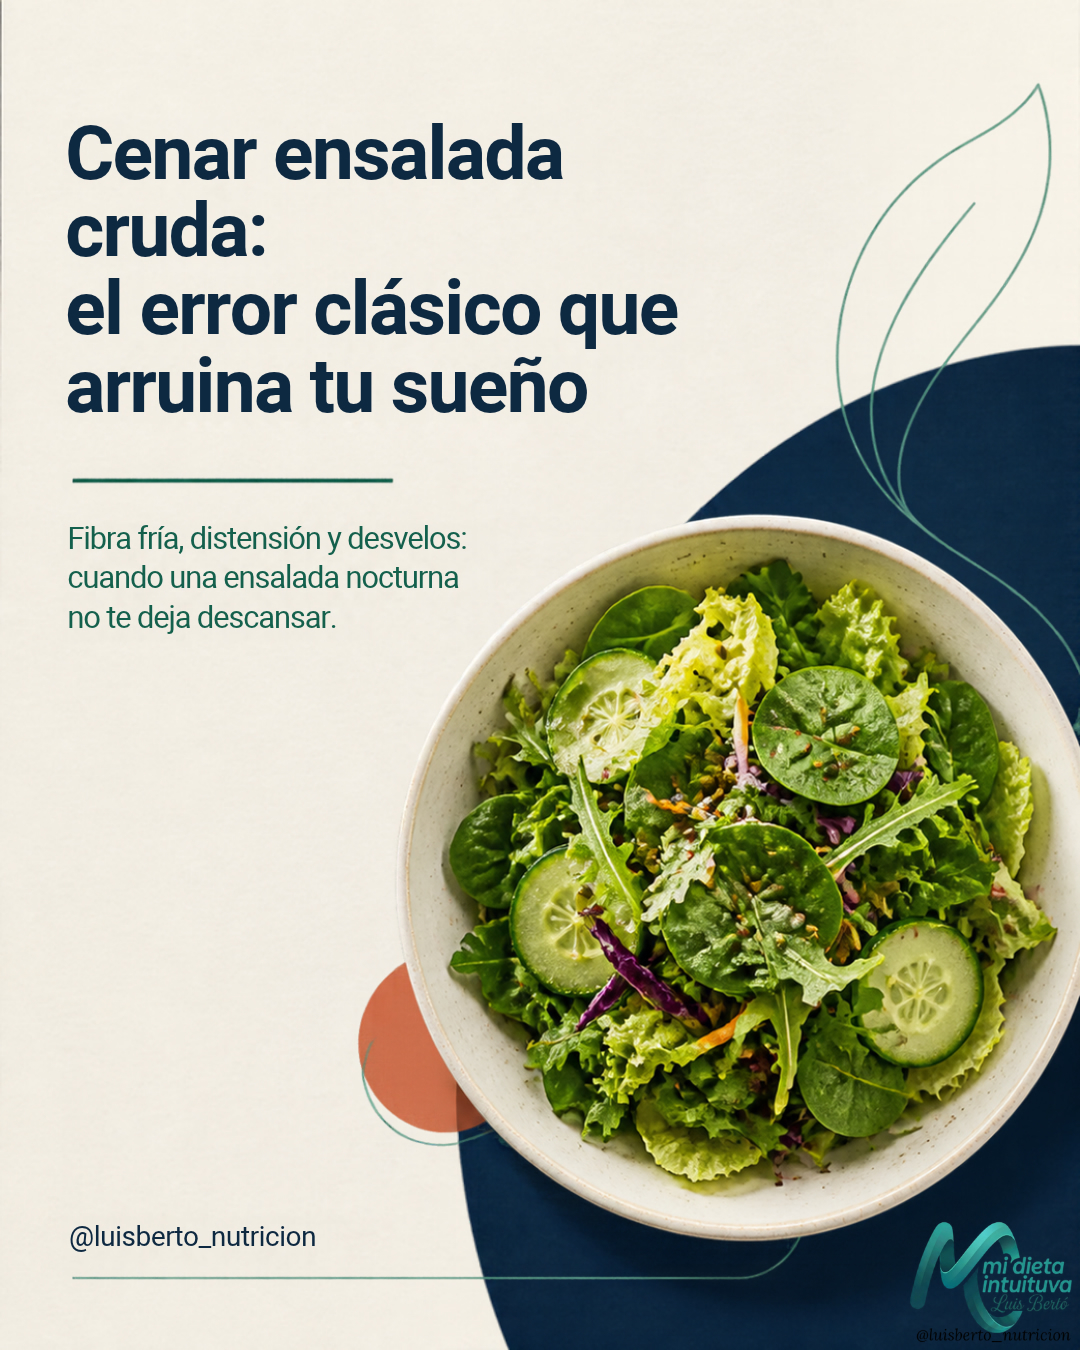 Cenar ensalada
cruda:
el error clásico que
arruina tu sueño
Fibra fría, distensión y desvelos:
cuando una ensalada nocturna
no te deja descansar.
@luisberto_nutricion
mi dieta
intuituva
Luis Bertó
@luisberto_nutricion